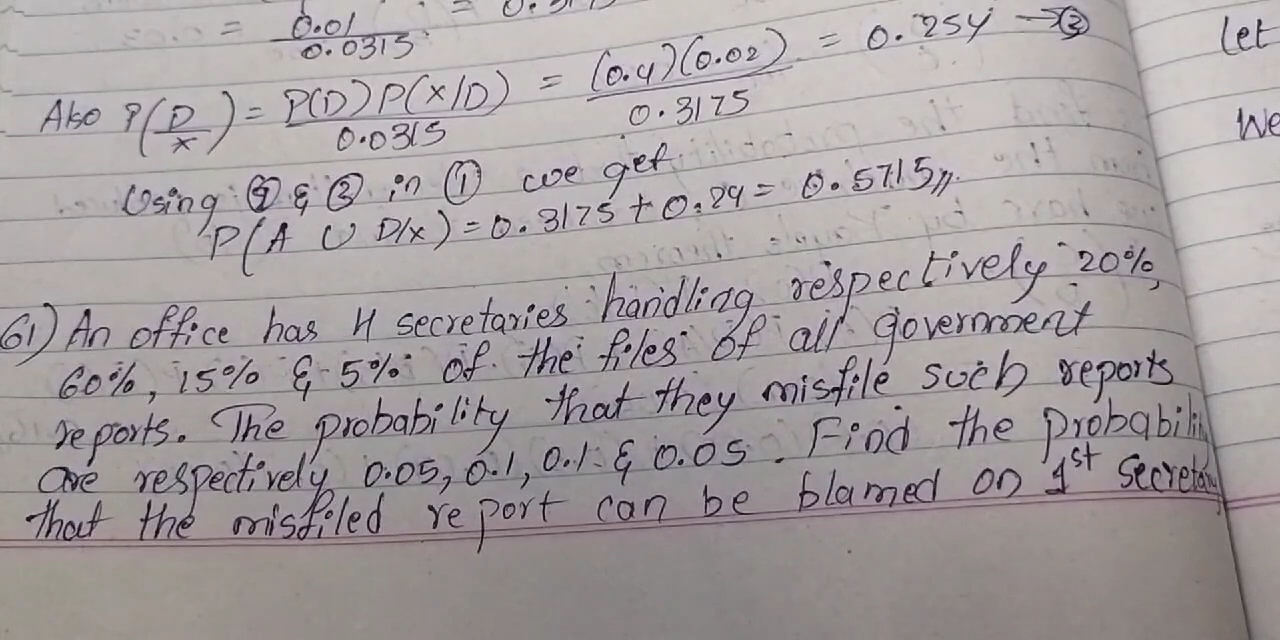 = 0.01 / 0.0315 = 0.
Let
Also P(D/x) = P(D) P(x/D) / 0.0315 = (0.4)(0.02) / 0.3175 = 0.254 → ③
We
Using ② & ③ in ① we get
P(A ∪ D/x) = 0.3175 + 0.24 = 0.5715,,.
61) An office has 4 secretaries handling respectively 20%,
60%, 15% & 5% of the files of all government
reports. The probability that they misfile such reports
are respectively 0.05, 0.1, 0.1 & 0.05. Find the probabili
that the misfiled report can be blamed on 1st secreta